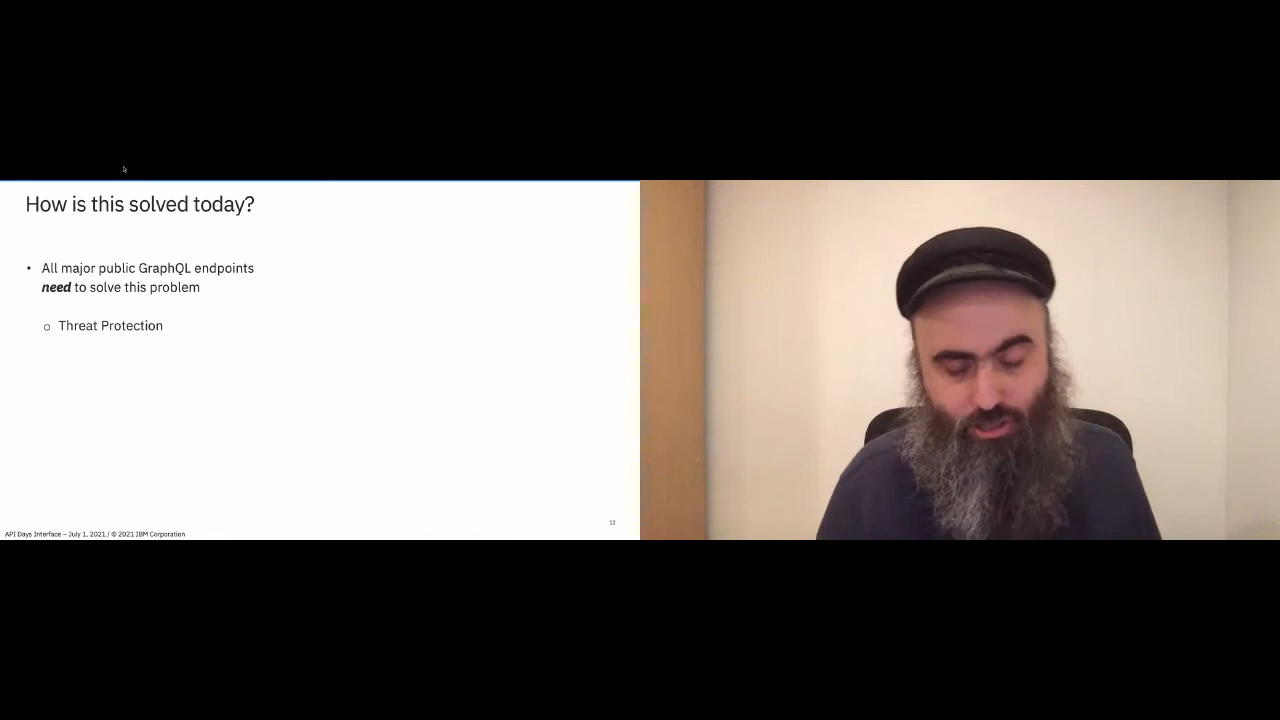 How is this solved today?
• All major public GraphQL endpoints
need to solve this problem
o Threat Protection
12
API Days Interface – July 1, 2021 / © 2021 IBM Corporation